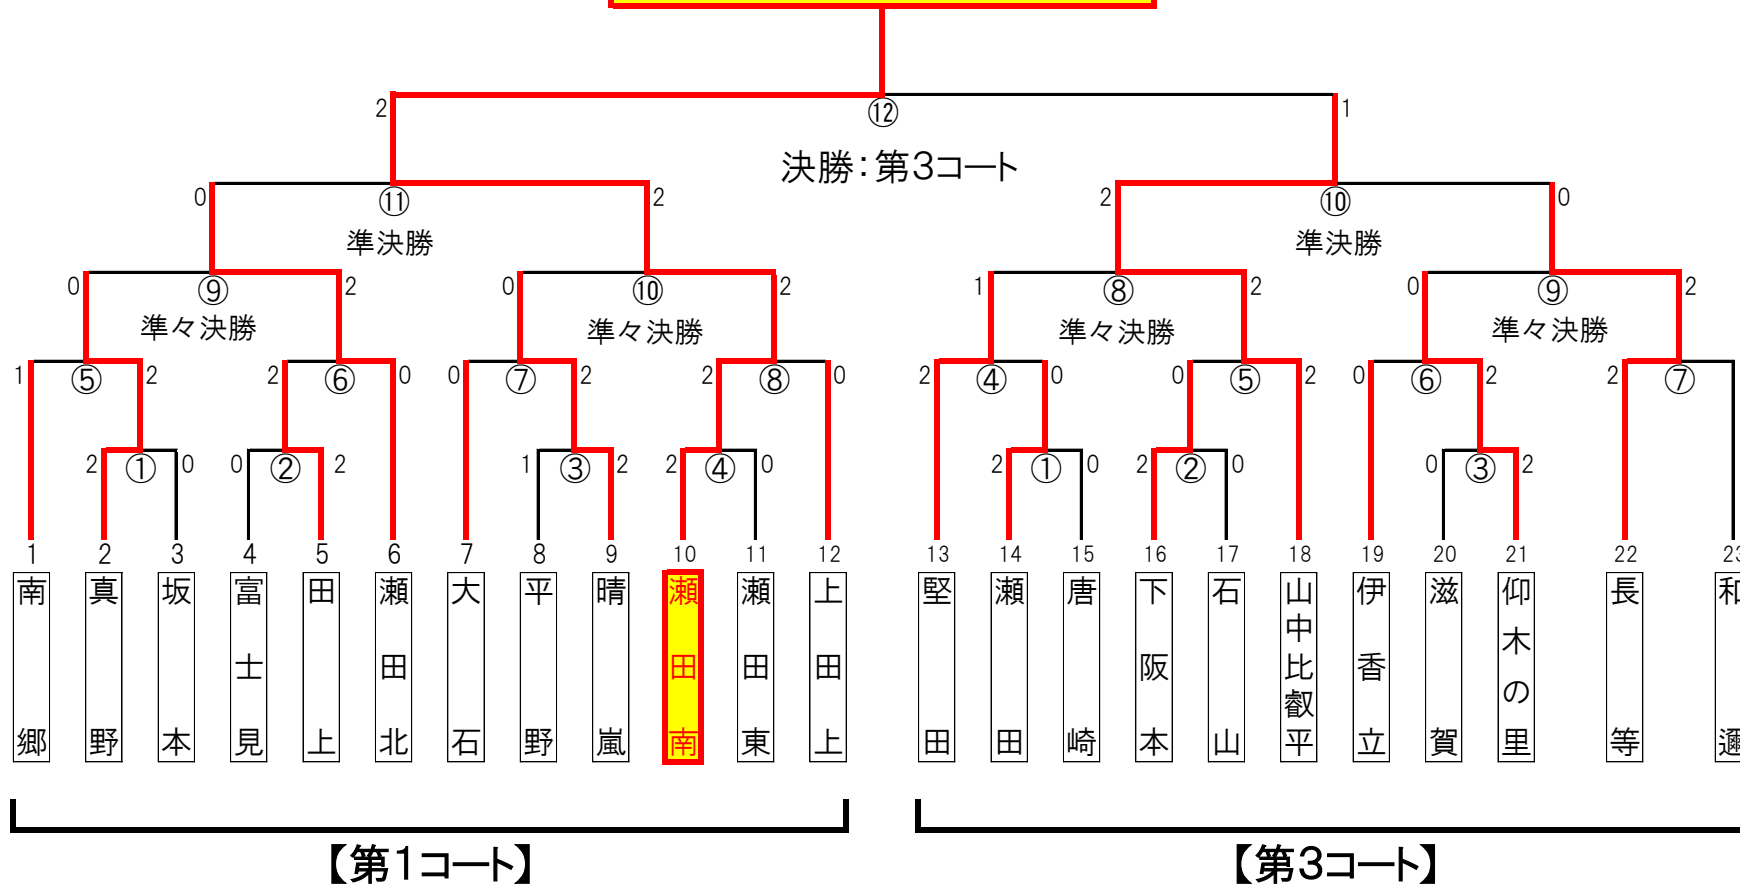 2 ⑫ 1
決勝：第3コート
0 ⑪ 2 2 ⑩ 0
準決勝 準決勝
0 ⑨ 2 0 ⑩ 2 1 ⑧ 2 0 ⑨ 2
準々決勝 準々決勝 準々決勝 準々決勝
1 ⑤ 2 2 ⑥ 0 0 ⑦ 2 2 ⑧ 0 2 ④ 0 0 ⑤ 2 0 ⑥ 2 2 ⑦
2 ① 0 0 ② 2 1 ③ 2 2 ④ 0 2 ① 0 2 ② 0 0 ③ 2
1 2 3 4 5 6 7 8 9 10 11 12 13 14 15 16 17 18 19 20 21 22 23
南郷
真野
坂本
富士見
田上
瀬田北
大石
平野
晴嵐
瀬田南
瀬田東
上田上
堅田
瀬田
唐崎
下阪本
石山
山中比叡平
伊香立
滋賀
仰木の里
長等
和邇
【第1コート】 【第3コート】